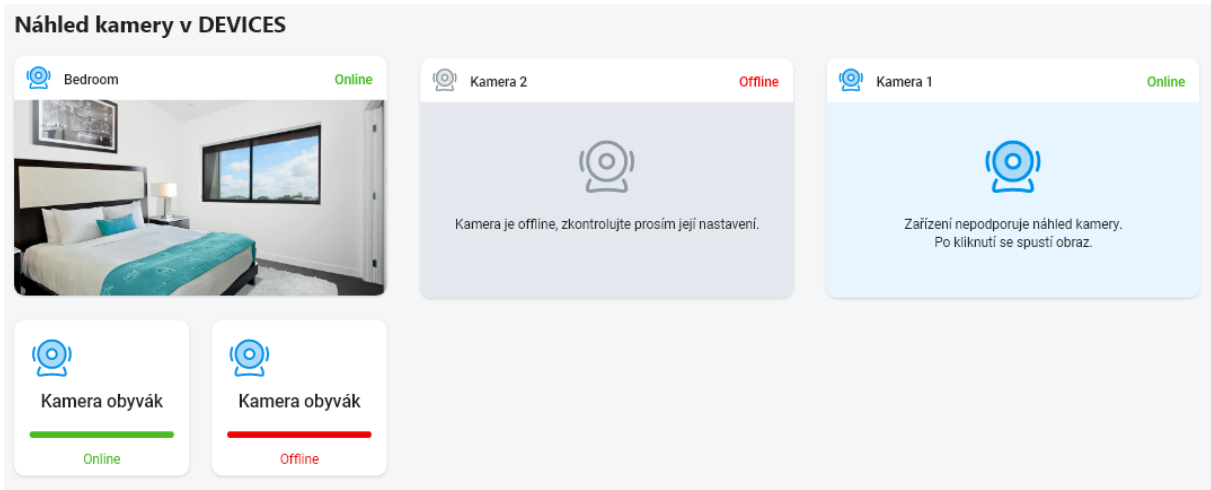 Náhled kamery v DEVICES
Bedroom
Online
Kamera 2
Offline
Kamera 1
Online
Kamera je offline, zkontrolujte prosím její nastavení.
Zařízení nepodporuje náhled kamery.
Po kliknutí se spustí obraz.
Kamera obyvák
Kamera obyvák
Online
Offline